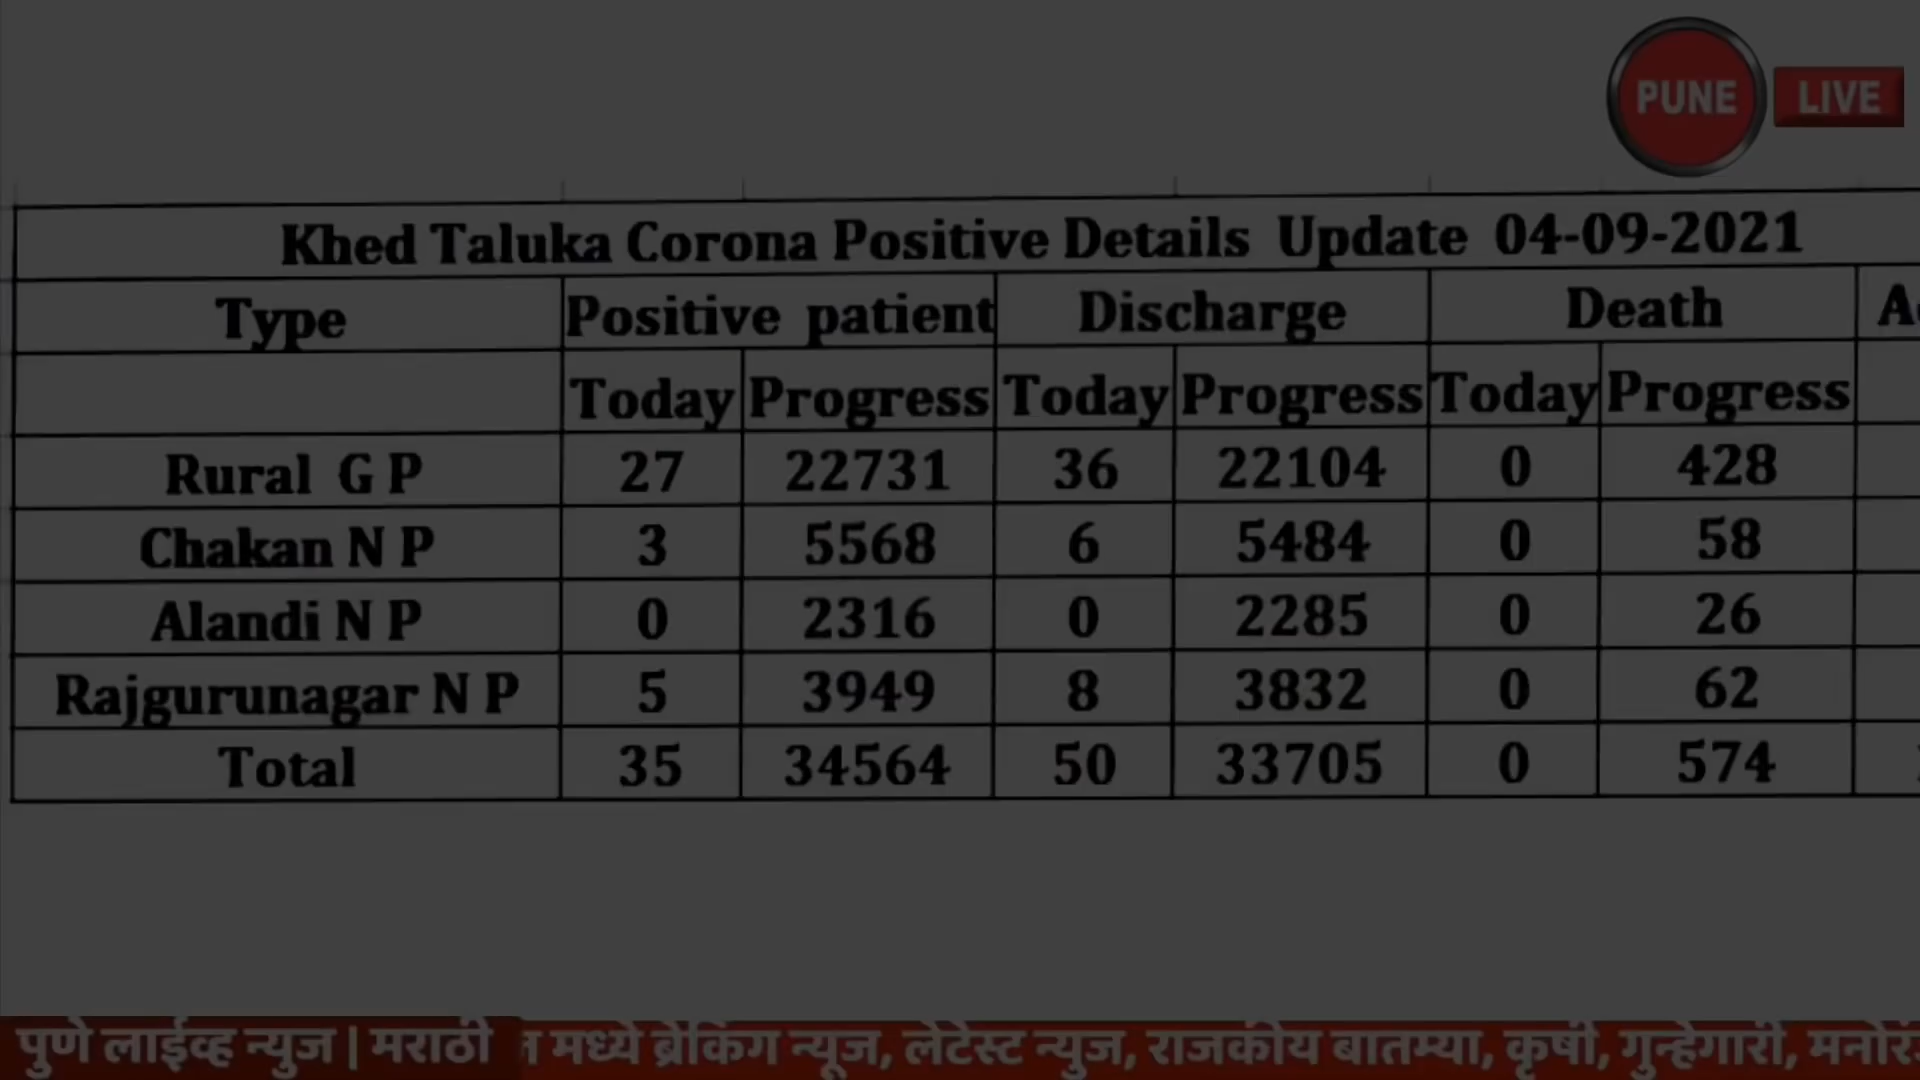 PUNE LIVE
Khed Taluka Corona Positive Details Update 04-09-2021
Type Positive patient Discharge Death
Today Progress Today Progress Today Progress
Rural G P 27 22731 36 22104 0 428
Chakan N P 3 5568 6 5484 0 58
Alandi N P 0 2316 0 2285 0 26
Rajgurunagar N P 5 3949 8 3832 0 62
Total 35 34564 50 33705 0 574
पुणे लाईव्ह न्युज | मराठी मध्ये ब्रेकिंग न्यूज, लेटेस्ट न्युज, राजकीय बातम्या, कृषी, गुन्हेगारी,